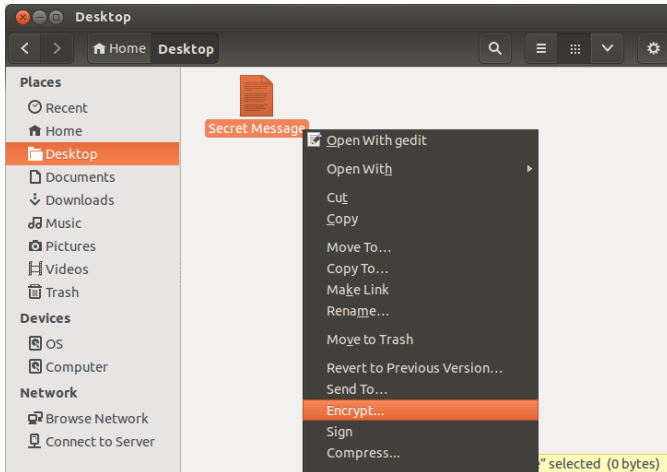 Desktop
Home Desktop
Places
Recent
Home
Desktop
Documents
Downloads
Music
Pictures
Videos
Trash
Devices
OS
Computer
Network
Browse Network
Connect to Server
Secret Message
Open With gedit
Open With
Cut
Copy
Move To...
Copy To...
Make Link
Rename...
Move to Trash
Revert to Previous Version...
Send To...
Encrypt...
Sign
Compress...
" selected (0 bytes)